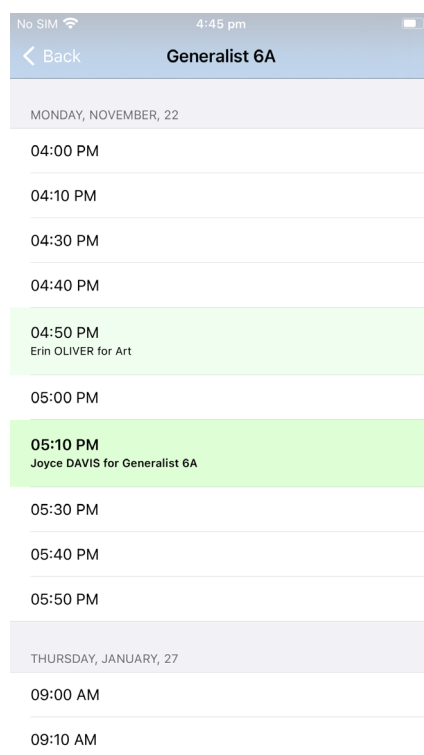 No SIM 4:45 pm
Back Generalist 6A
MONDAY, NOVEMBER, 22
04:00 PM
04:10 PM
04:30 PM
04:40 PM
04:50 PM
Erin OLIVER for Art
05:00 PM
05:10 PM
Joyce DAVIS for Generalist 6A
05:30 PM
05:40 PM
05:50 PM
THURSDAY, JANUARY, 27
09:00 AM
09:10 AM